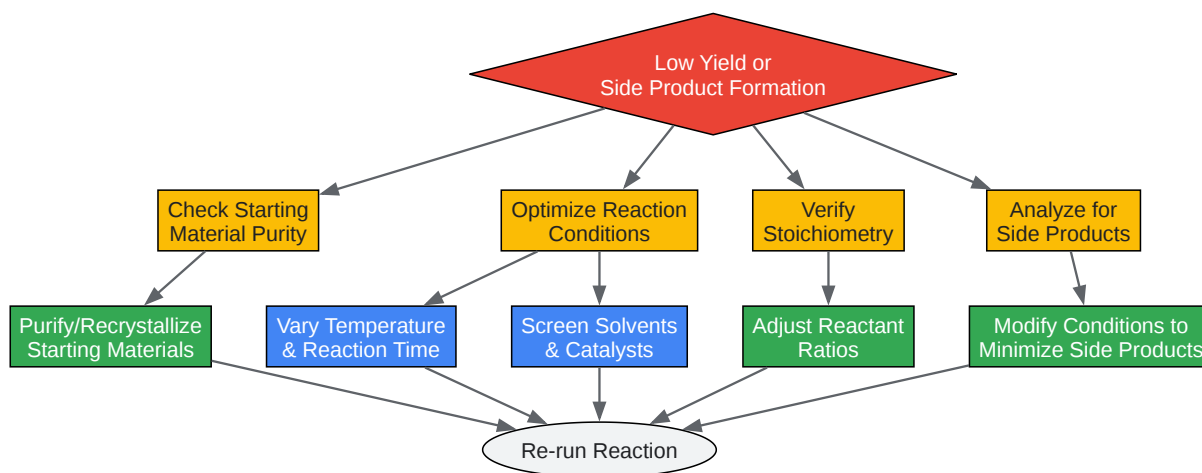 Low Yield or
Side Product Formation
Check Starting
Material Purity
Optimize Reaction
Conditions
Verify
Stoichiometry
Analyze for
Side Products
Purify/Recrystallize
Starting Materials
Vary Temperature
& Reaction Time
Screen Solvents
& Catalysts
Adjust Reactant
Ratios
Modify Conditions to
Minimize Side Products
Re-run Reaction